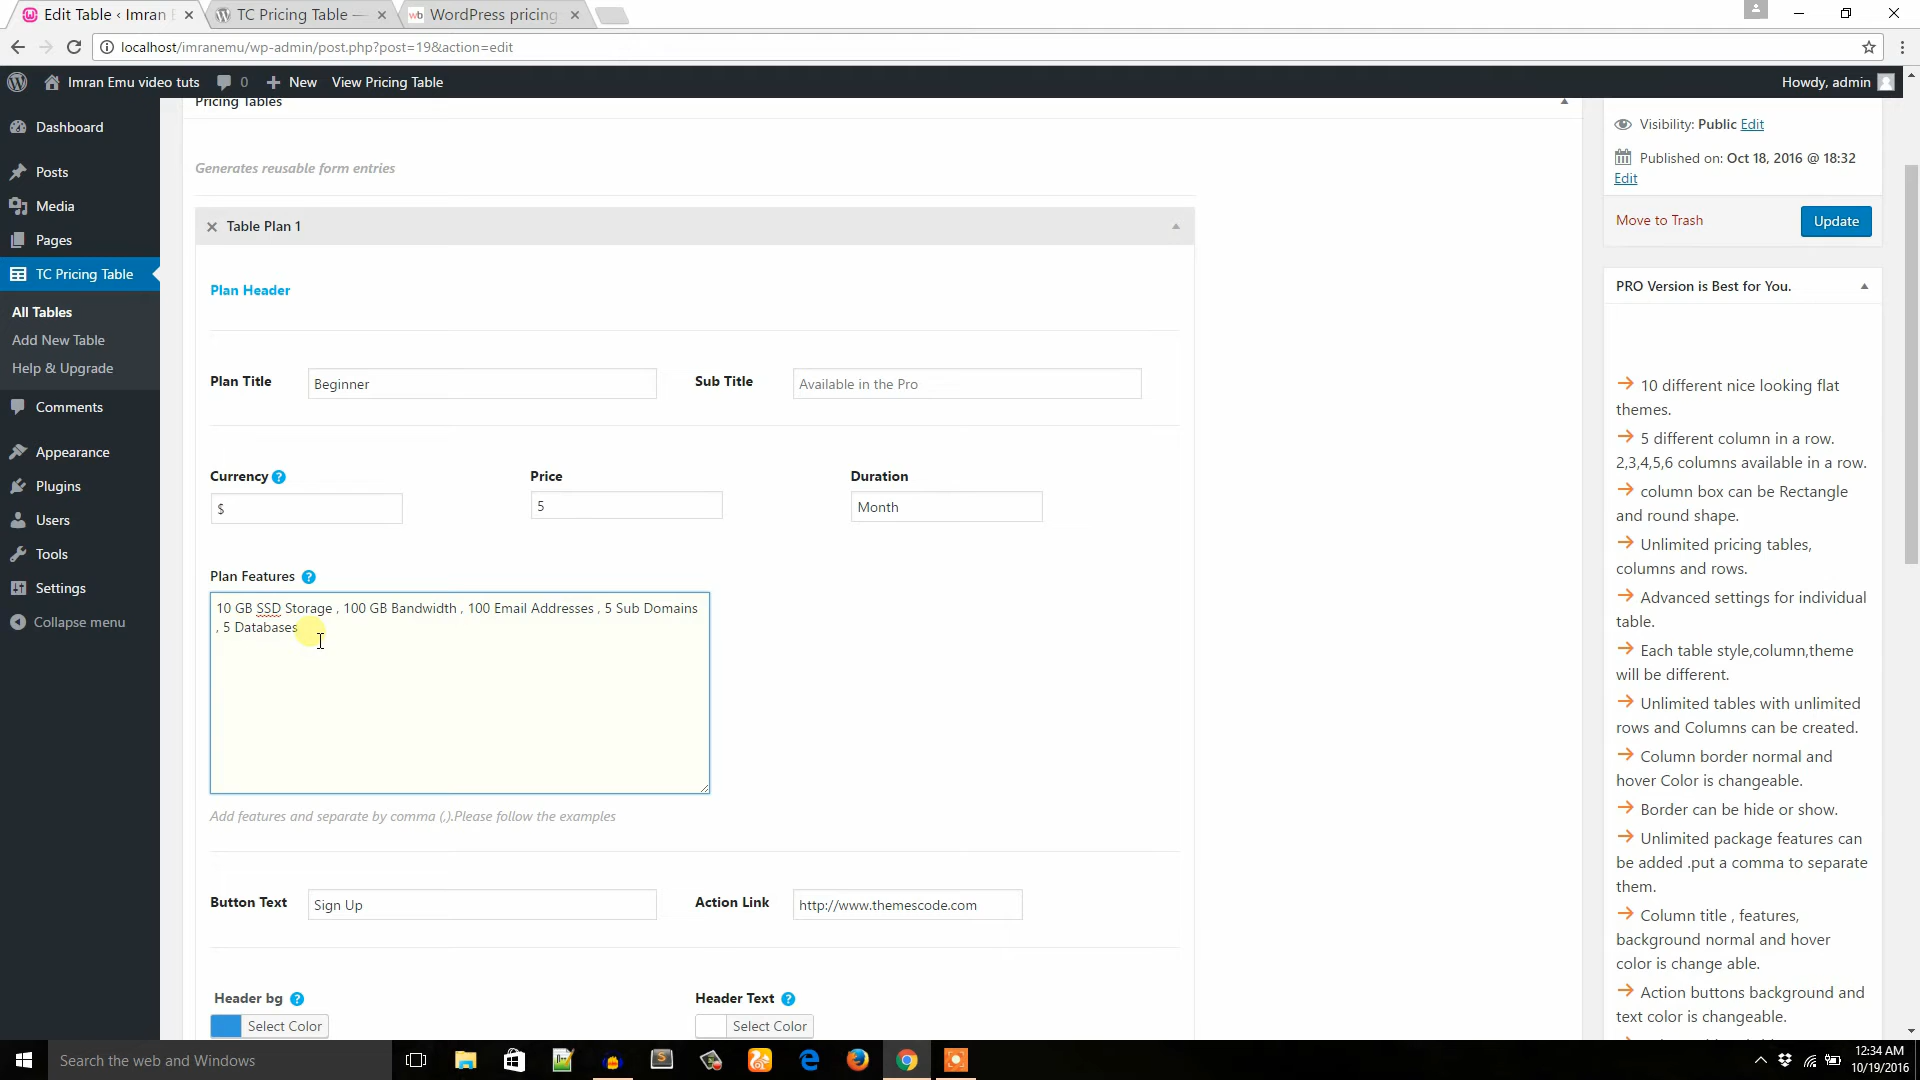 Edit Table ‹ Imran E
TC Pricing Table —
WordPress pricing
localhost/imranemu/wp-admin/post.php?post=19&action=edit
Imran Emu video tuts
0
New
View Pricing Table
Howdy, admin
Dashboard
Posts
Media
Pages
TC Pricing Table
All Tables
Add New Table
Help & Upgrade
Comments
Appearance
Plugins
Users
Tools
Settings
Collapse menu
Pricing Tables
Generates reusable form entries
Table Plan 1
Plan Header
Plan Title
Beginner
Sub Title
Available in the Pro
Currency
Price
Duration
$
5
Month
Plan Features
10 GB SSD Storage , 100 GB Bandwidth , 100 Email Addresses , 5 Sub Domains
, 5 Databases
Add features and separate by comma (,).Please follow the examples
Button Text
Sign Up
Action Link
http://www.themescode.com
Header bg
Select Color
Header Text
Select Color
Visibility: Public Edit
Published on: Oct 18, 2016 @ 18:32
Edit
Move to Trash
Update
PRO Version is Best for You.
10 different nice looking flat
themes.
5 different column in a row.
2,3,4,5,6 columns available in a row.
column box can be Rectangle
and round shape.
Unlimited pricing tables,
columns and rows.
Advanced settings for individual
table.
Each table style,column,theme
will be different.
Unlimited tables with unlimited
rows and Columns can be created.
Column border normal and
hover Color is changeable.
Border can be hide or show.
Unlimited package features can
be added .put a comma to separate
them.
Column title , features,
background normal and hover
color is change able.
Action buttons background and
text color is changeable.
Search the web and Windows
12:34 AM
10/19/2016